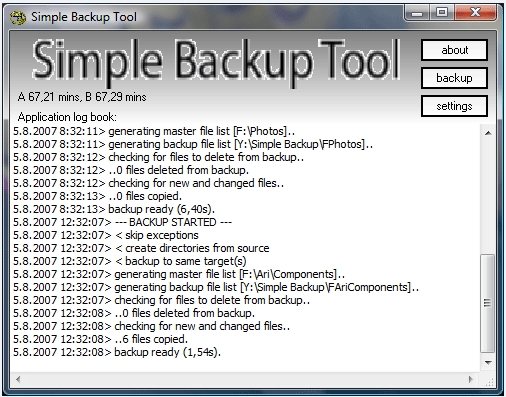 Simple Backup Tool
Simple Backup Tool
about
backup
settings
A 67,21 mins, B 67,29 mins
Application log book:
5.8.2007 8:32:11> generating master file list [F:\Photos]..
5.8.2007 8:32:11> generating backup file list [Y:\Simple Backup\FPhotos]..
5.8.2007 8:32:12> checking for files to delete from backup..
5.8.2007 8:32:12> ..0 files deleted from backup.
5.8.2007 8:32:12> checking for new and changed files..
5.8.2007 8:32:13> ..0 files copied.
5.8.2007 8:32:13> backup ready (6,40s).
5.8.2007 12:32:07> --- BACKUP STARTED ---
5.8.2007 12:32:07> < skip exceptions
5.8.2007 12:32:07> < create directories from source
5.8.2007 12:32:07> < backup to same target(s)
5.8.2007 12:32:07> generating master file list [F:\Ari\Components]..
5.8.2007 12:32:07> generating backup file list [Y:\Simple Backup\FAriComponents]..
5.8.2007 12:32:08> checking for files to delete from backup..
5.8.2007 12:32:08> ..0 files deleted from backup.
5.8.2007 12:32:08> checking for new and changed files..
5.8.2007 12:32:08> ..6 files copied.
5.8.2007 12:32:08> backup ready (1,54s).